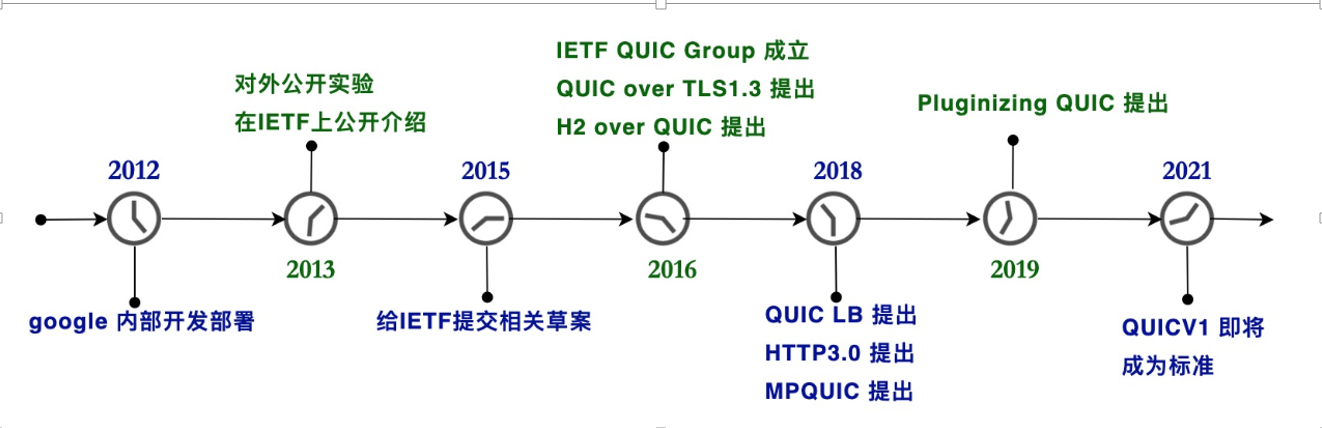 2012
google 内部开发部署
对外公开实验
在IETF上公开介绍
2013
2015
给IETF提交相关草案
IETF QUIC Group 成立
QUIC over TLS1.3 提出
H2 over QUIC 提出
2016
2018
QUIC LB 提出
HTTP3.0 提出
MPQUIC 提出
Pluginizing QUIC 提出
2019
2021
QUICV1 即将
成为标准